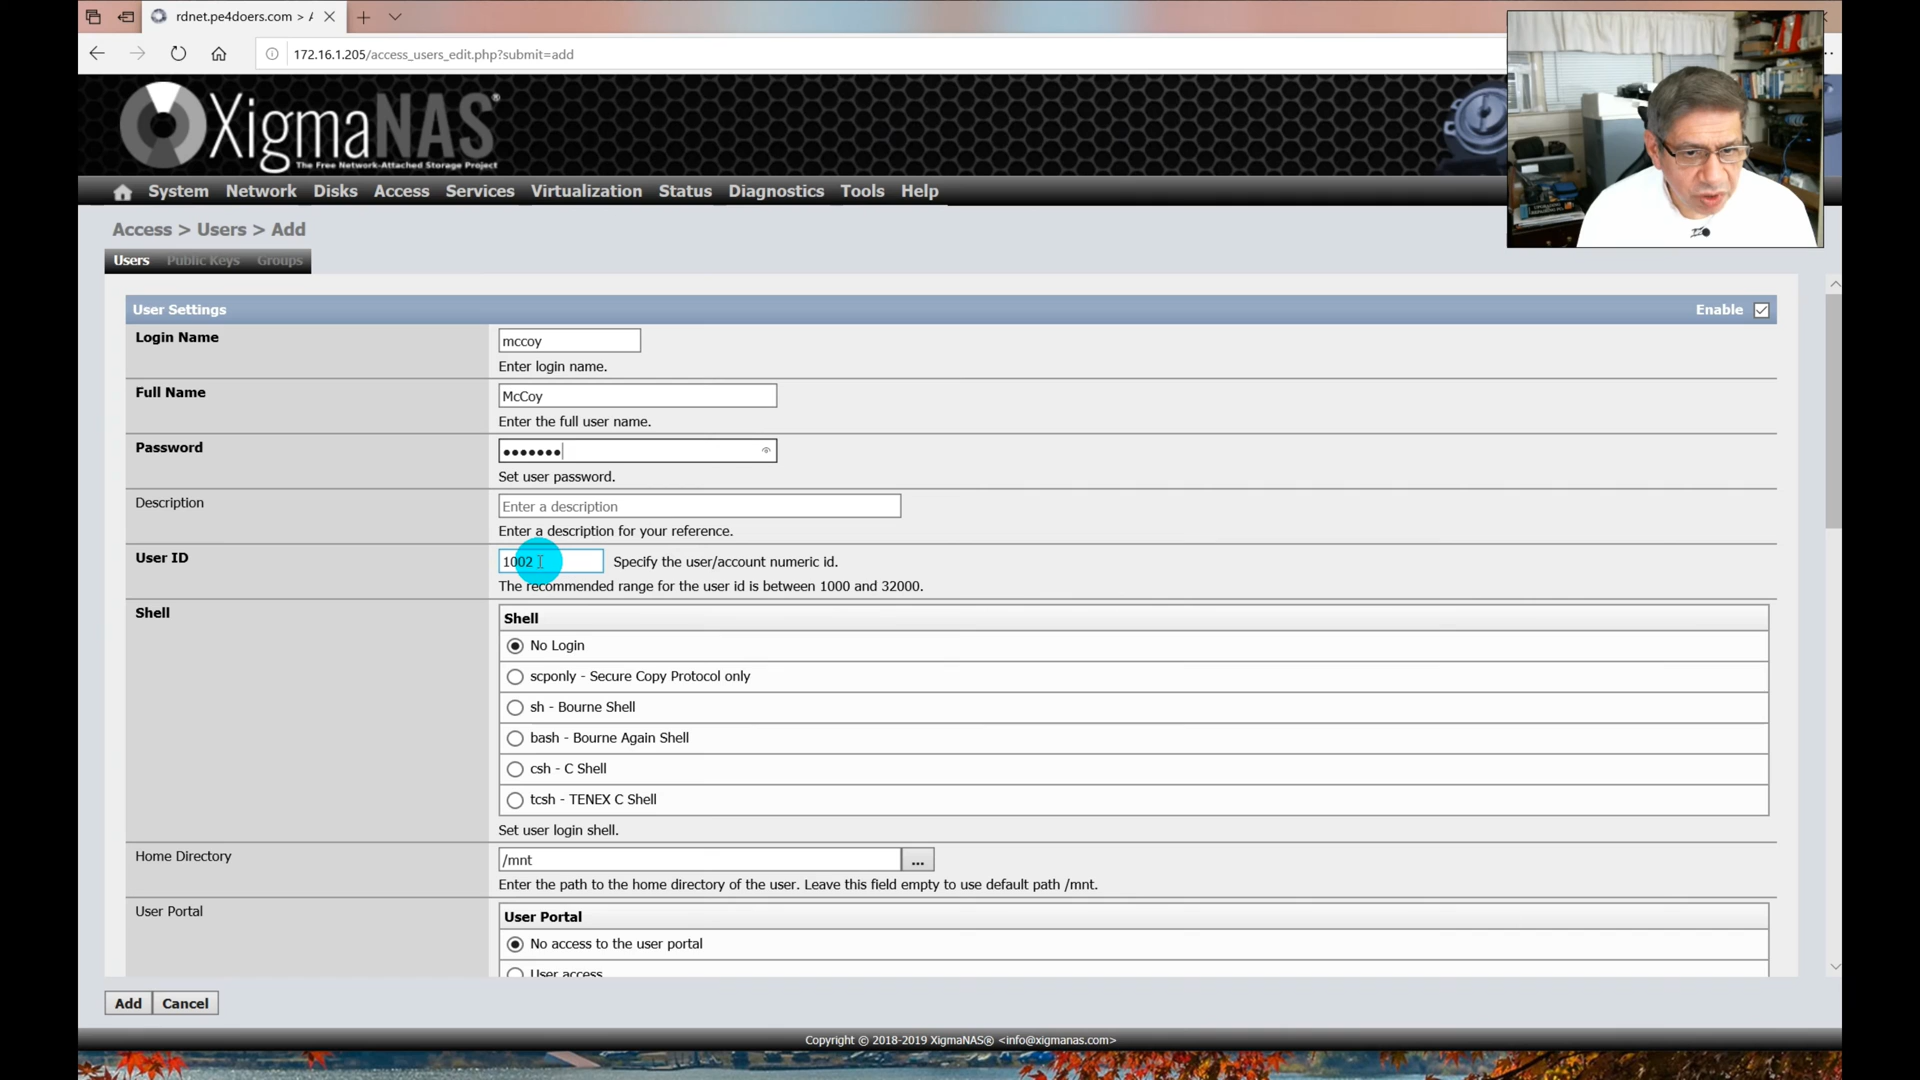 rdnet.pe4doers.com > A
172.16.1.205/access_users_edit.php?submit=add
XigmaNAS®
The Free Network-Attached Storage Project
System Network Disks Access Services Virtualization Status Diagnostics Tools Help
Access > Users > Add
Users Public Keys Groups
User Settings Enable
Login Name
mccoy
Enter login name.
Full Name
McCoy
Enter the full user name.
Password
•••••••
Set user password.
Description
Enter a description
Enter a description for your reference.
User ID
1002 Specify the user/account numeric id.
The recommended range for the user id is between 1000 and 32000.
Shell
Shell
No Login
scponly - Secure Copy Protocol only
sh - Bourne Shell
bash - Bourne Again Shell
csh - C Shell
tcsh - TENEX C Shell
Set user login shell.
Home Directory
/mnt ...
Enter the path to the home directory of the user. Leave this field empty to use default path /mnt.
User Portal
User Portal
No access to the user portal
User access
Add Cancel
Copyright © 2018-2019 XigmaNAS® <info@xigmanas.com>